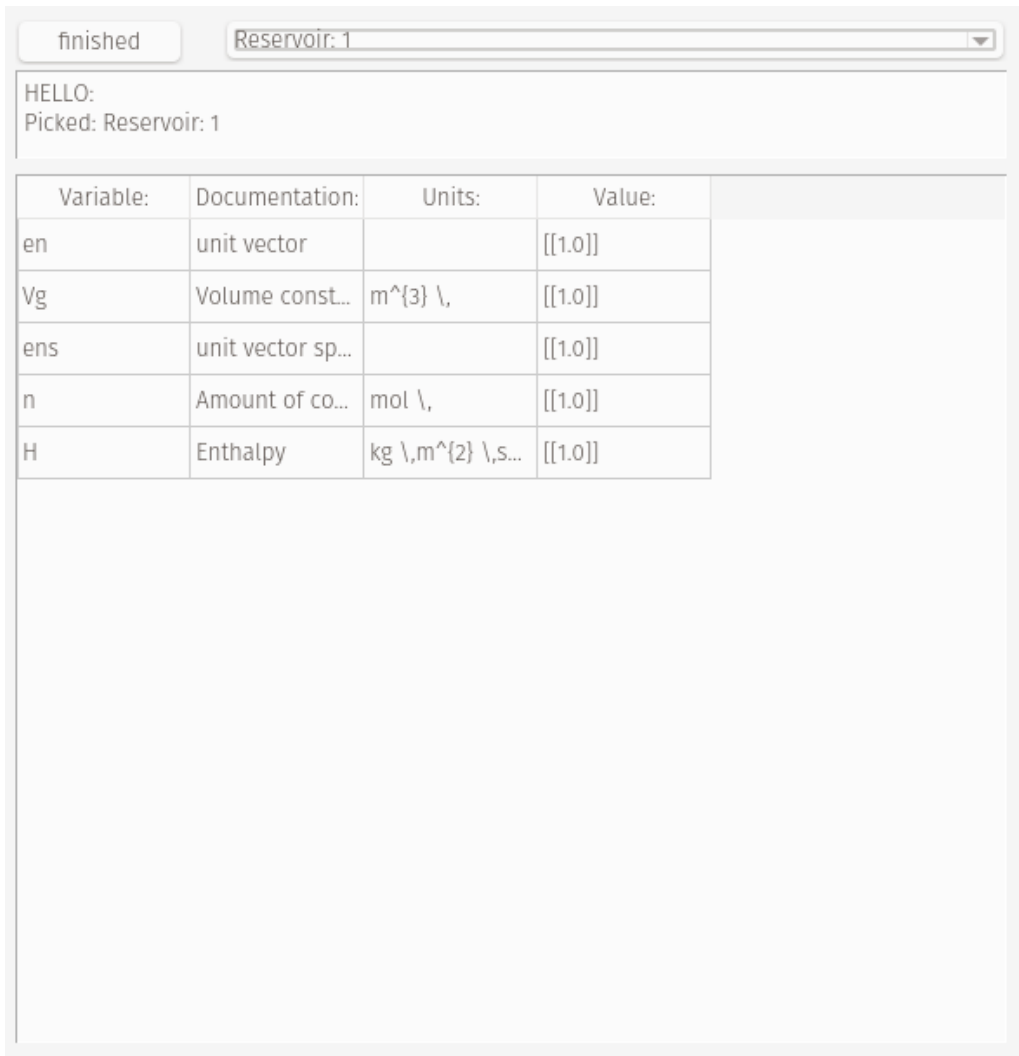 finished
Reservoir: 1
HELLO:
Picked: Reservoir: 1
Variable: Documentation: Units: Value:
en unit vector [[1.0]]
Vg Volume const... m^{3} \, [[1.0]]
ens unit vector sp... [[1.0]]
n Amount of co... mol \, [[1.0]]
H Enthalpy kg \,m^{2} \,s... [[1.0]]